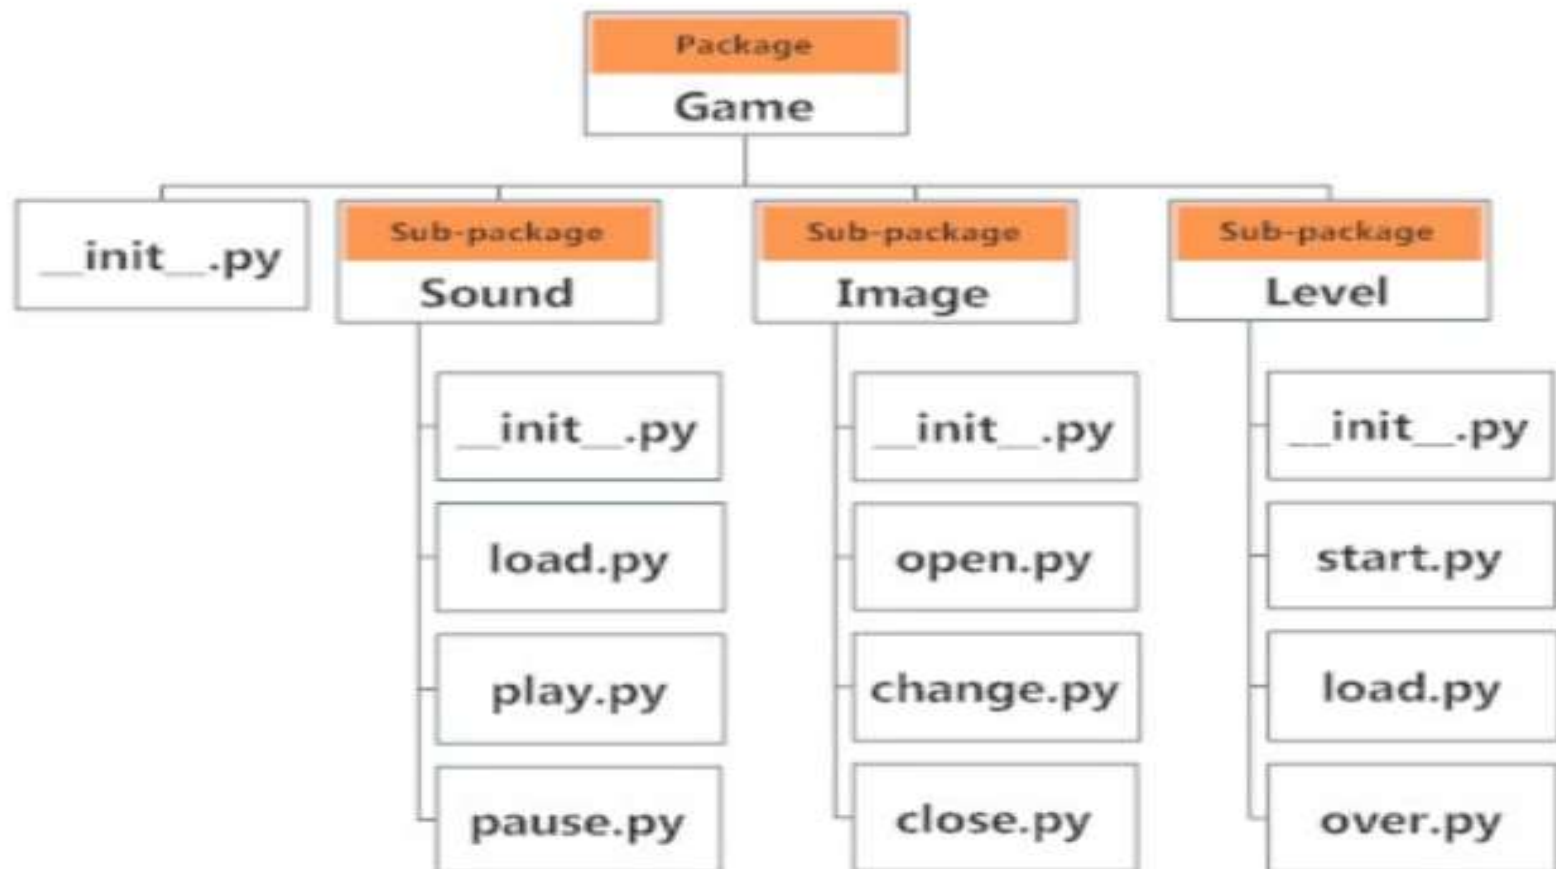 Package
Game
__init__.py
Sub-package
Sound
Sub-package
Image
Sub-package
Level
__init__.py
__init__.py
__init__.py
load.py
open.py
start.py
play.py
change.py
load.py
pause.py
close.py
over.py